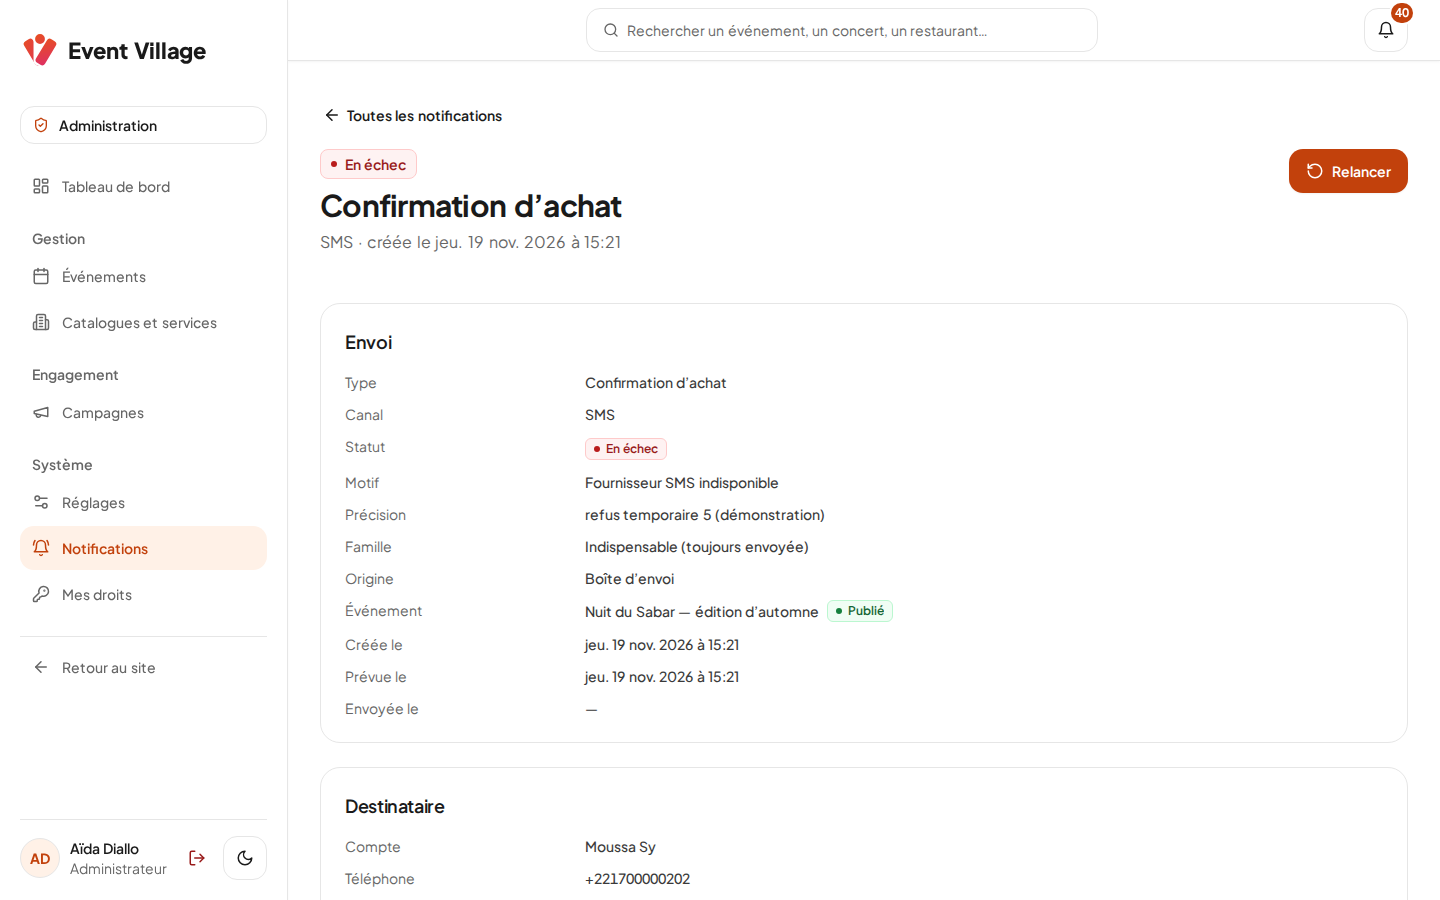 Event Village
Rechercher un événement, un concert, un restaurant…
40
Administration
Tableau de bord
Gestion
Événements
Catalogues et services
Engagement
Campagnes
Système
Réglages
Notifications
Mes droits
Retour au site
AD
Aïda Diallo
Administrateur
Toutes les notifications
En échec
Relancer
Confirmation d’achat
SMS · créée le jeu. 19 nov. 2026 à 15:21
Envoi
Type Confirmation d’achat
Canal SMS
Statut En échec
Motif Fournisseur SMS indisponible
Précision refus temporaire 5 (démonstration)
Famille Indispensable (toujours envoyée)
Origine Boîte d’envoi
Événement Nuit du Sabar — édition d’automne Publié
Créée le jeu. 19 nov. 2026 à 15:21
Prévue le jeu. 19 nov. 2026 à 15:21
Envoyée le —
Destinataire
Compte Moussa Sy
Téléphone +221700000202